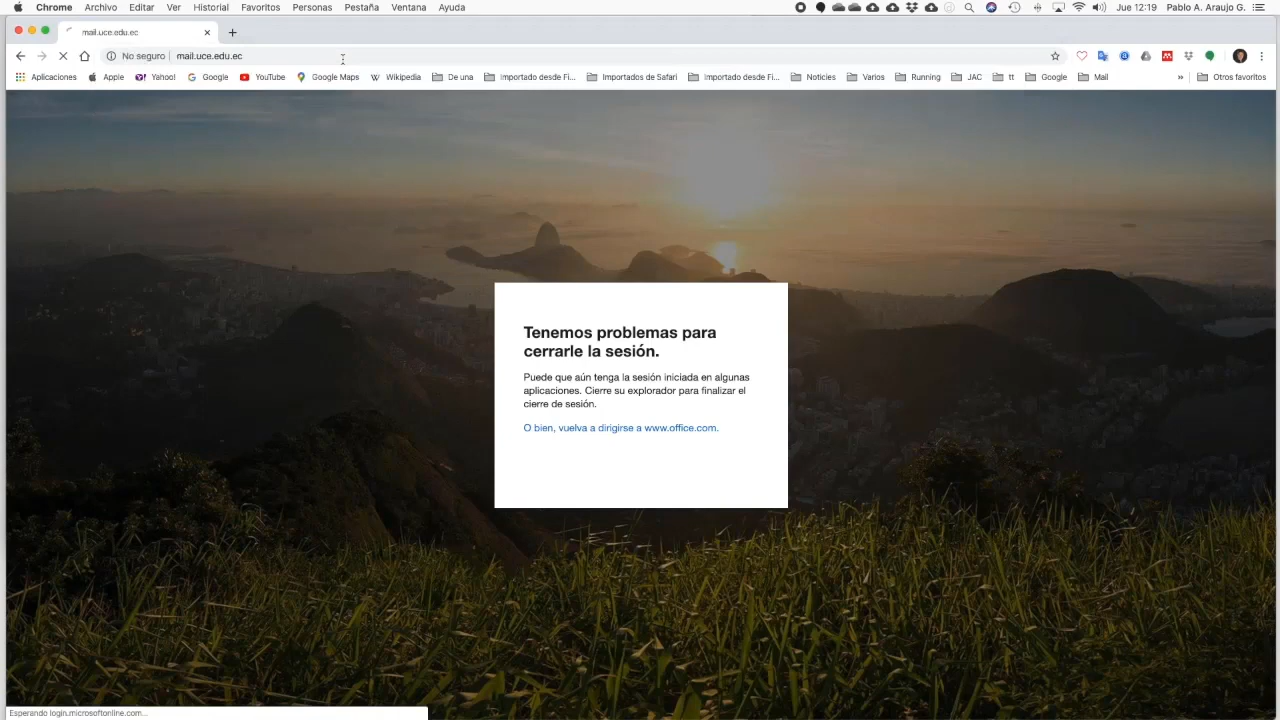 Chrome Archivo Editar Ver Historial Favoritos Personas Pestaña Ventana Ayuda Jue 12:19 Pablo A. Araujo G.
mail.uce.edu.ec
No seguro mail.uce.edu.ec
Aplicaciones Apple Yahoo! Google YouTube Google Maps Wikipedia De una Importado desde Fi... Importados de Safari Importado desde Fi... Noticies Varios Running JAC tt Google Mail » Otros favoritos
Tenemos problemas para
cerrarle la sesión.
Puede que aún tenga la sesión iniciada en algunas
aplicaciones. Cierre su explorador para finalizar el
cierre de sesión.
O bien, vuelva a dirigirse a www.office.com.
Esperando login.microsoftonline.com...